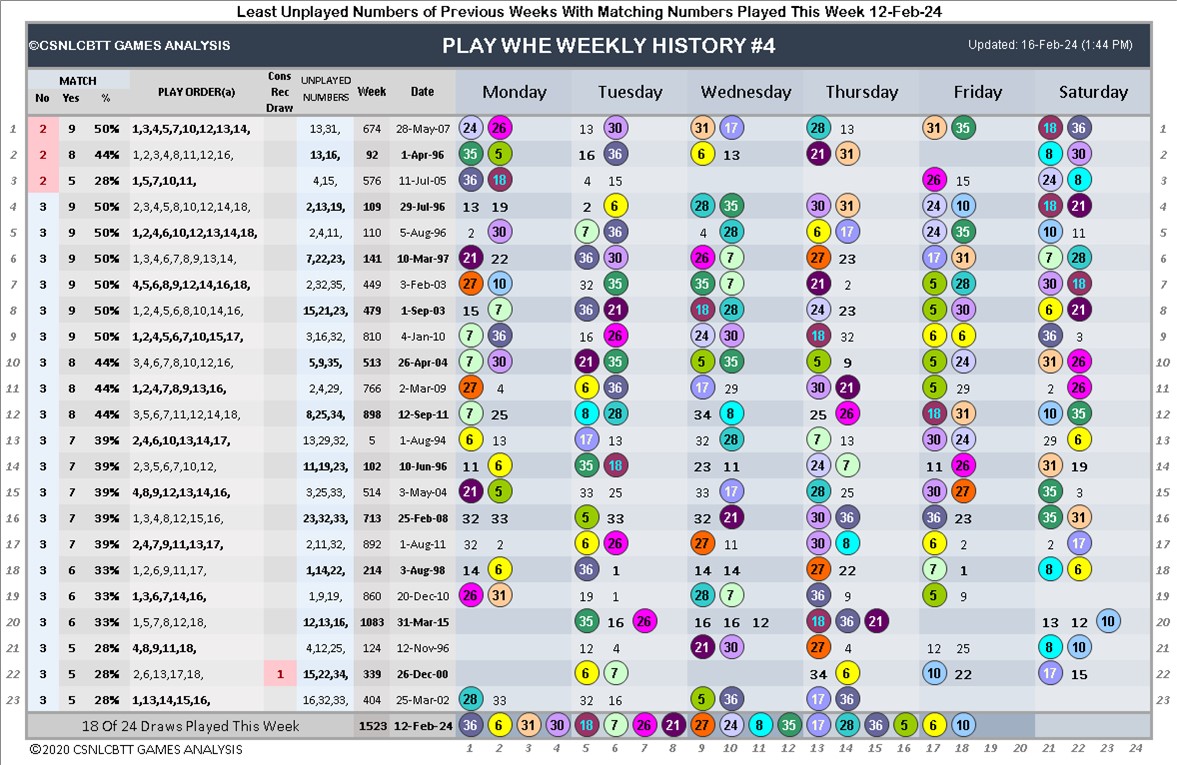 Least Unplayed Numbers of Previous Weeks With Matching Numbers Played This Week 12-Feb-24
©CSNLCBTT GAMES ANALYSIS PLAY WHE WEEKLY HISTORY #4 Updated: 16-Feb-24 (1:44 PM)
MATCH
No Yes % PLAY ORDER(a) Cons Rec Draw UNPLAYED NUMBERS Week Date Monday Tuesday Wednesday Thursday Friday Saturday
1 2 9 50% 1,3,4,5,7,10,12,13,14, 13,31, 674 28-May-07 24 26 13 30 31 17 28 13 31 35 18 36 1
2 2 8 44% 1,2,3,4,8,11,12,16, 13,16, 92 1-Apr-96 35 5 16 36 6 13 21 31 8 30 2
3 2 5 28% 1,5,7,10,11, 4,15, 576 11-Jul-05 36 18 4 15 26 15 24 8 3
4 3 9 50% 2,3,4,5,8,10,12,15,16, 2,13,19, 109 29-Jul-96 13 19 2 6 28 35 30 31 24 10 18 21 4
5 3 9 50% 1,2,4,6,10,12,13,14,18, 2,4,11, 110 5-Aug-96 2 30 7 36 4 28 6 17 24 35 10 11 5
6 3 9 50% 1,3,4,6,7,8,9,13,14, 7,22,23, 141 10-Mar-97 21 22 36 30 26 7 27 23 17 31 7 28 6
7 3 9 50% 4,5,6,8,9,12,14,16,18, 2,32,35, 449 3-Feb-03 27 10 32 35 35 7 21 2 5 28 30 18 7
8 3 9 50% 1,2,4,5,6,8,10,14,16, 15,21,23, 479 1-Sep-03 15 7 36 21 18 28 24 23 5 30 6 21 8
9 3 9 50% 1,2,4,5,6,7,10,15,17, 3,16,32, 810 4-Jan-10 7 36 16 26 24 30 18 32 6 6 36 3 9
10 3 8 44% 3,4,6,7,8,10,12,16, 5,9,35, 513 26-Apr-04 7 30 21 35 5 35 5 9 5 24 31 26 10
11 3 8 44% 1,2,4,7,8,9,13,16, 2,4,29, 766 2-Mar-09 27 4 6 36 17 29 30 21 5 29 2 26 11
12 3 8 44% 3,5,6,7,11,12,14,18, 8,25,34, 898 12-Sep-11 7 25 8 28 34 8 25 26 18 31 10 35 12
13 3 7 39% 2,4,6,10,13,14,17, 13,29,32, 5 1-Aug-94 6 13 17 13 32 28 7 13 30 24 29 6 13
14 3 7 39% 2,3,5,6,7,10,12, 11,19,23, 102 10-Jun-96 11 6 35 18 23 11 24 7 11 26 31 19 14
15 3 7 39% 4,8,9,12,13,14,16, 3,25,33, 514 3-May-04 21 5 33 25 33 17 28 25 30 27 35 3 15
16 3 7 39% 1,3,4,8,12,15,16, 23,32,33, 713 25-Feb-08 32 33 5 33 32 21 30 36 36 23 35 31 16
17 3 7 39% 2,4,7,9,11,13,17, 2,11,32, 892 1-Aug-11 32 2 6 26 27 11 30 8 6 2 2 17 17
18 3 6 33% 1,2,6,9,11,17, 1,14,22, 214 3-Aug-98 14 6 36 1 14 14 27 22 7 1 8 6 18
19 3 6 33% 1,3,6,7,14,16, 1,9,19, 860 20-Dec-10 26 31 19 1 28 7 36 9 5 9 19
20 3 6 33% 1,5,7,8,12,18, 12,13,16, 1083 31-Mar-15 35 16 26 16 16 12 18 36 21 13 12 10 20
21 3 5 28% 4,8,9,11,18, 4,12,25, 124 12-Nov-96 12 4 21 30 27 4 12 25 8 10 21
22 3 5 28% 2,6,13,17,18, 1 15,22,34, 339 26-Dec-00 6 7 34 6 10 22 17 15 22
23 3 5 28% 1,13,14,15,16, 16,32,33, 404 25-Mar-02 28 33 32 16 5 36 17 36 23
18 Of 24 Draws Played This Week 1523 12-Feb-24 36 6 31 30 18 7 26 21 27 24 8 35 17 28 36 5 6 10
©2020 CSNLCBTT GAMES ANALYSIS 1 2 3 4 5 6 7 8 9 10 11 12 13 14 15 16 17 18 19 20 21 22 23 24